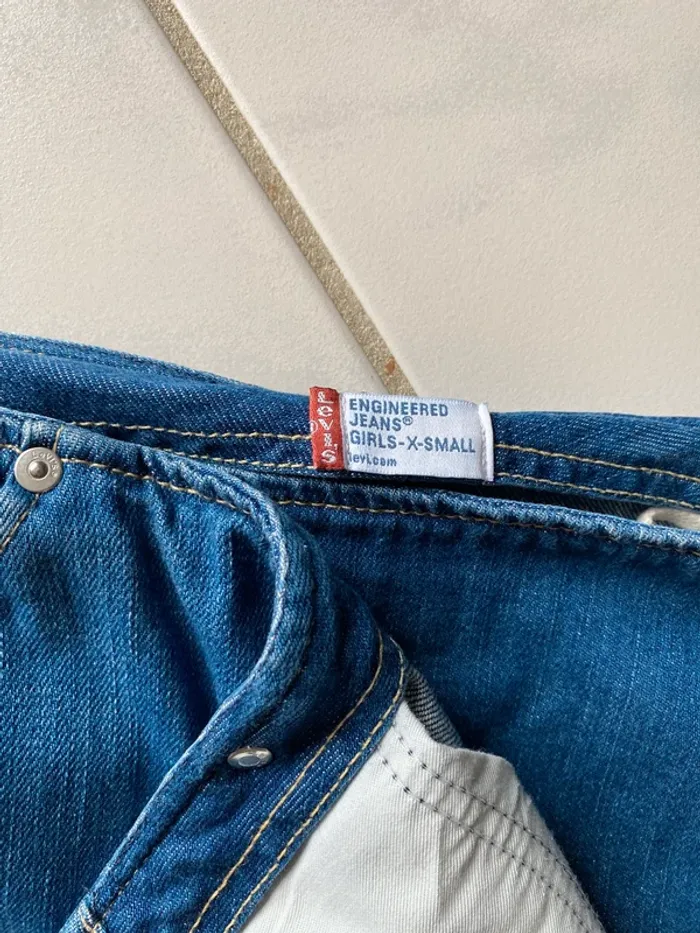 LEVI'S
ENGINEERED
JEANS®
GIRLS-X-SMALL
levi.com